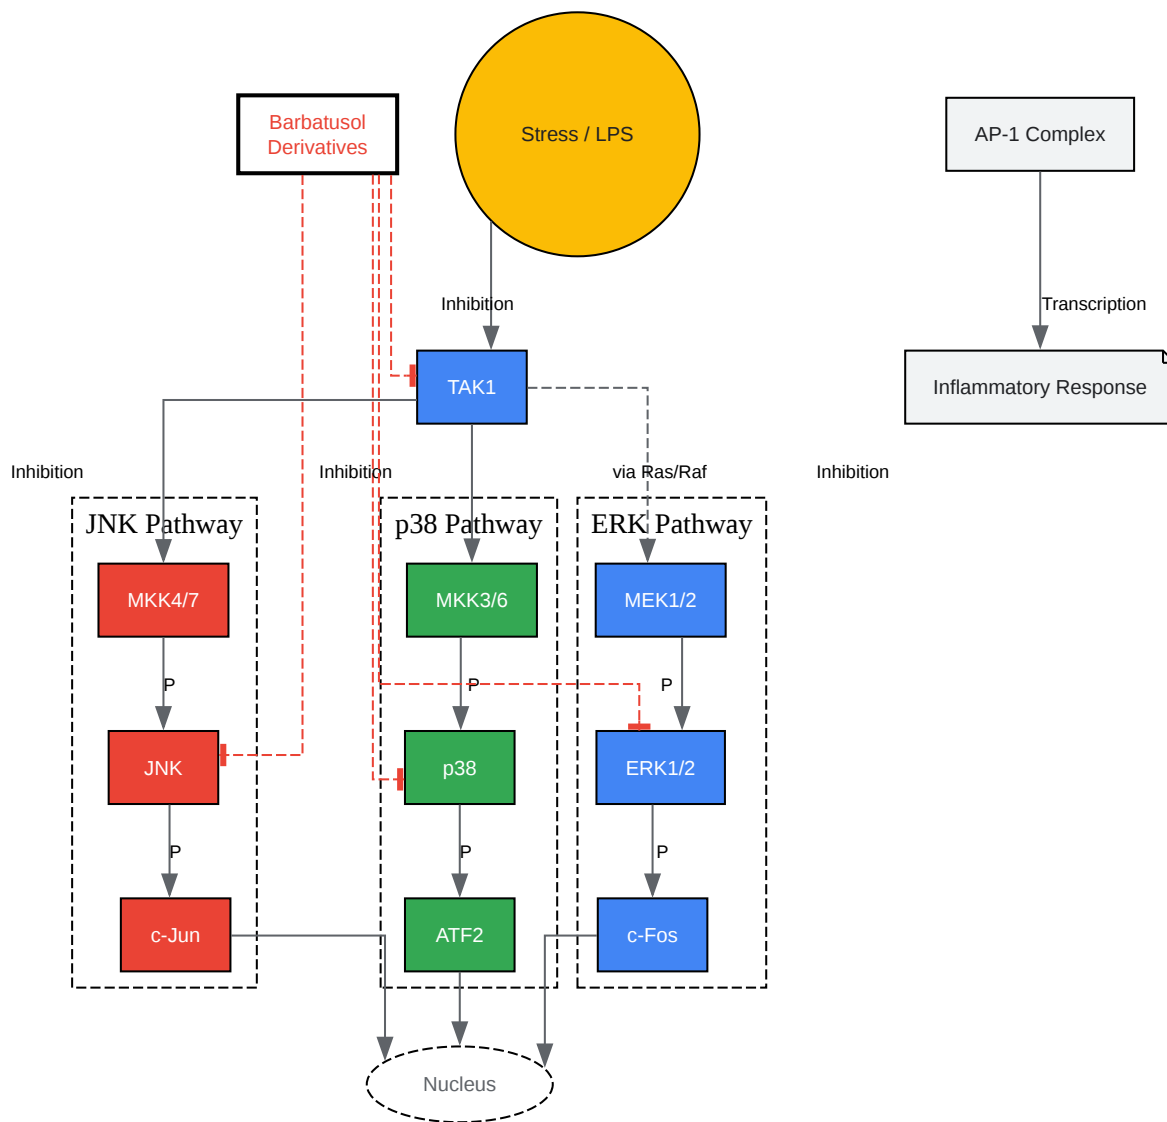 Barbatusol
Derivatives
Stress / LPS
AP-1 Complex
Inhibition
Transcription
TAK1
Inflammatory Response
Inhibition
Inhibition
via Ras/Raf
Inhibition
JNK Pathway
p38 Pathway
ERK Pathway
MKK4/7
MKK3/6
MEK1/2
P
P
P
JNK
p38
ERK1/2
P
P
P
c-Jun
ATF2
c-Fos
Nucleus